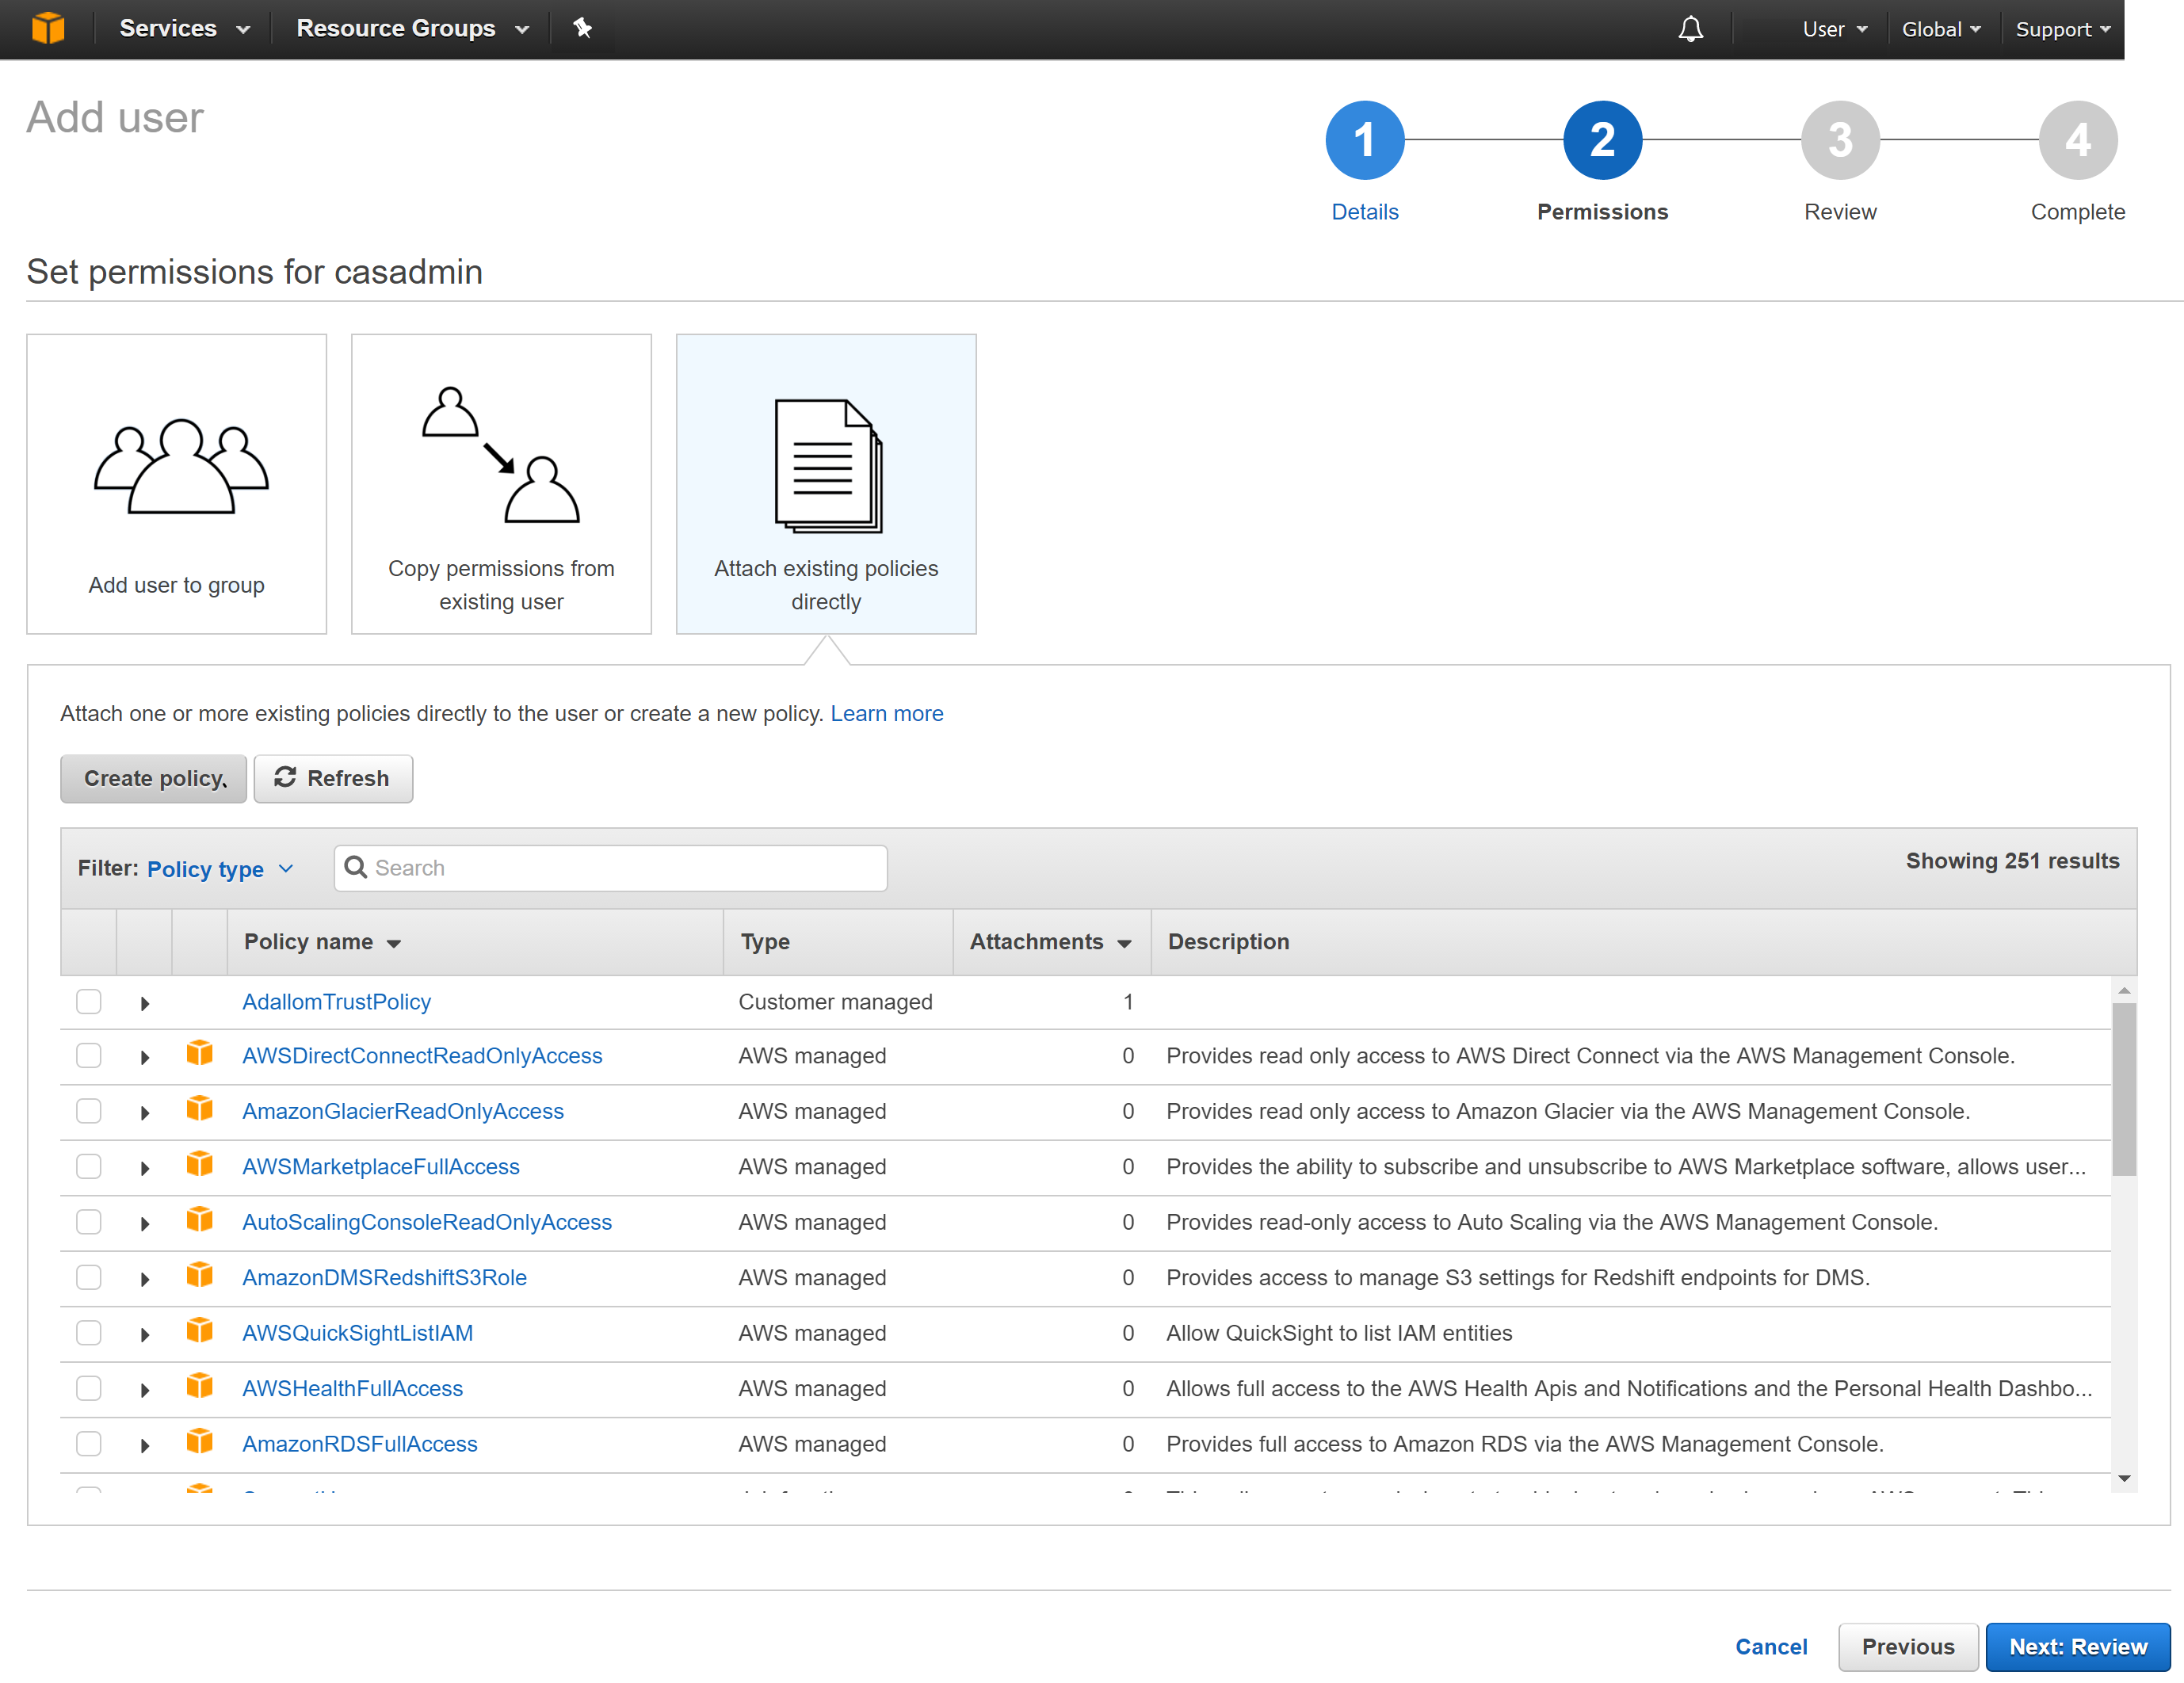 Services Resource Groups User Global Support
Add user
1 2 3 4
Details Permissions Review Complete
Set permissions for casadmin
Add user to group
Copy permissions from
existing user
Attach existing policies
directly
Attach one or more existing policies directly to the user or create a new policy. Learn more
Create policy Refresh
Filter: Policy type Search Showing 251 results
Policy name Type Attachments Description
AdallomTrustPolicy Customer managed 1
AWSDirectConnectReadOnlyAccess AWS managed 0 Provides read only access to AWS Direct Connect via the AWS Management Console.
AmazonGlacierReadOnlyAccess AWS managed 0 Provides read only access to Amazon Glacier via the AWS Management Console.
AWSMarketplaceFullAccess AWS managed 0 Provides the ability to subscribe and unsubscribe to AWS Marketplace software, allows user...
AutoScalingConsoleReadOnlyAccess AWS managed 0 Provides read-only access to Auto Scaling via the AWS Management Console.
AmazonDMSRedshiftS3Role AWS managed 0 Provides access to manage S3 settings for Redshift endpoints for DMS.
AWSQuickSightListIAM AWS managed 0 Allow QuickSight to list IAM entities
AWSHealthFullAccess AWS managed 0 Allows full access to the AWS Health Apis and Notifications and the Personal Health Dashbo...
AmazonRDSFullAccess AWS managed 0 Provides full access to Amazon RDS via the AWS Management Console.
Cancel Previous Next: Review